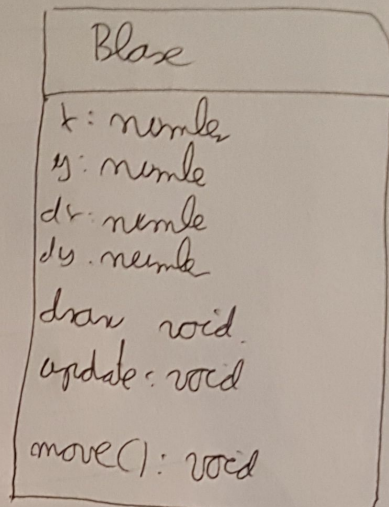 Blase
x: number
y: number
dx: number
dy: number
draw void.
update: void
move(): void